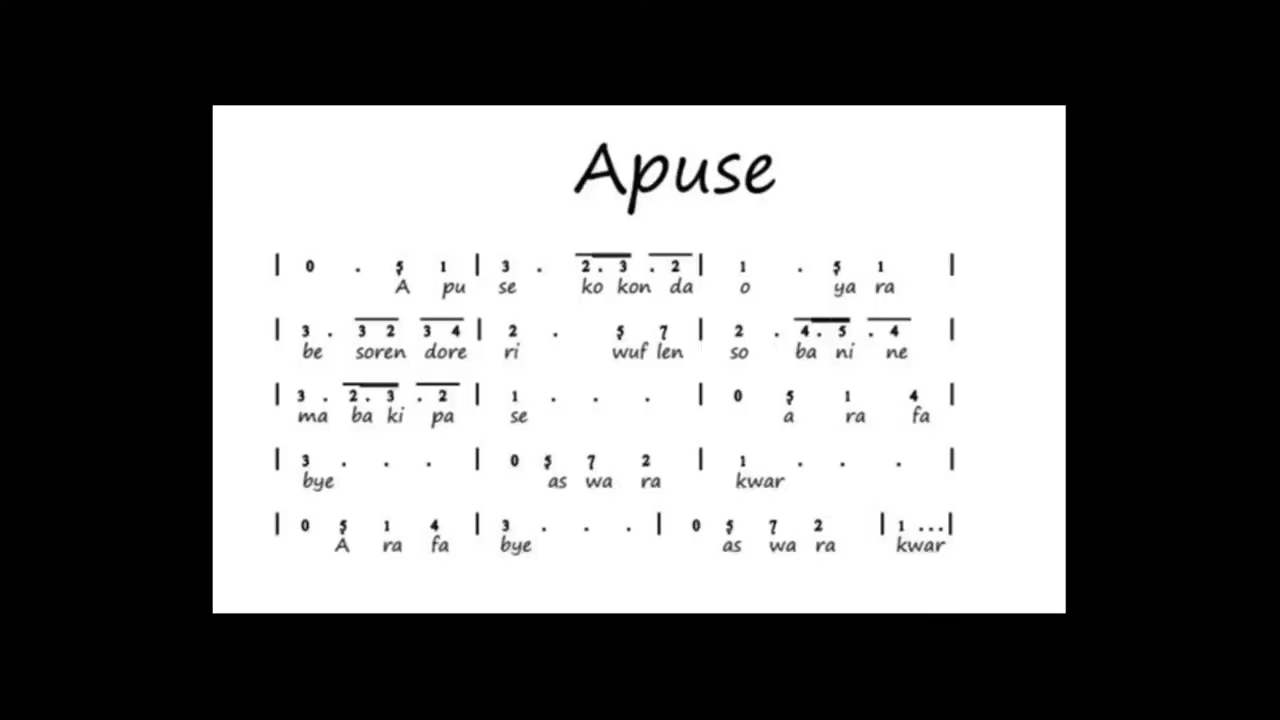 Apuse
| 0 . 5̣ 1 | 3 . 2 . 3 . 2 | 1 . 5̣ 1 |
A pu se ko kon da o ya ra
| 3 . 3 2 3 4 | 2 . 5̣ 7̣ | 2 . 4 . 5 . 4 |
be soren dore ri wuf len so ba ni ne
| 3 . 2 . 3 . 2 | 1 . . . | 0 5̣ 1 4 |
ma ba ki pa se a ra fa
| 3 . . . | 0 5̣ 7̣ 2 | 1 . . . |
bye as wa ra kwar
| 0 5̣ 1 4 | 3 . . . | 0 5̣ 7̣ 2 | 1 ...|
A ra fa bye as wa ra kwar